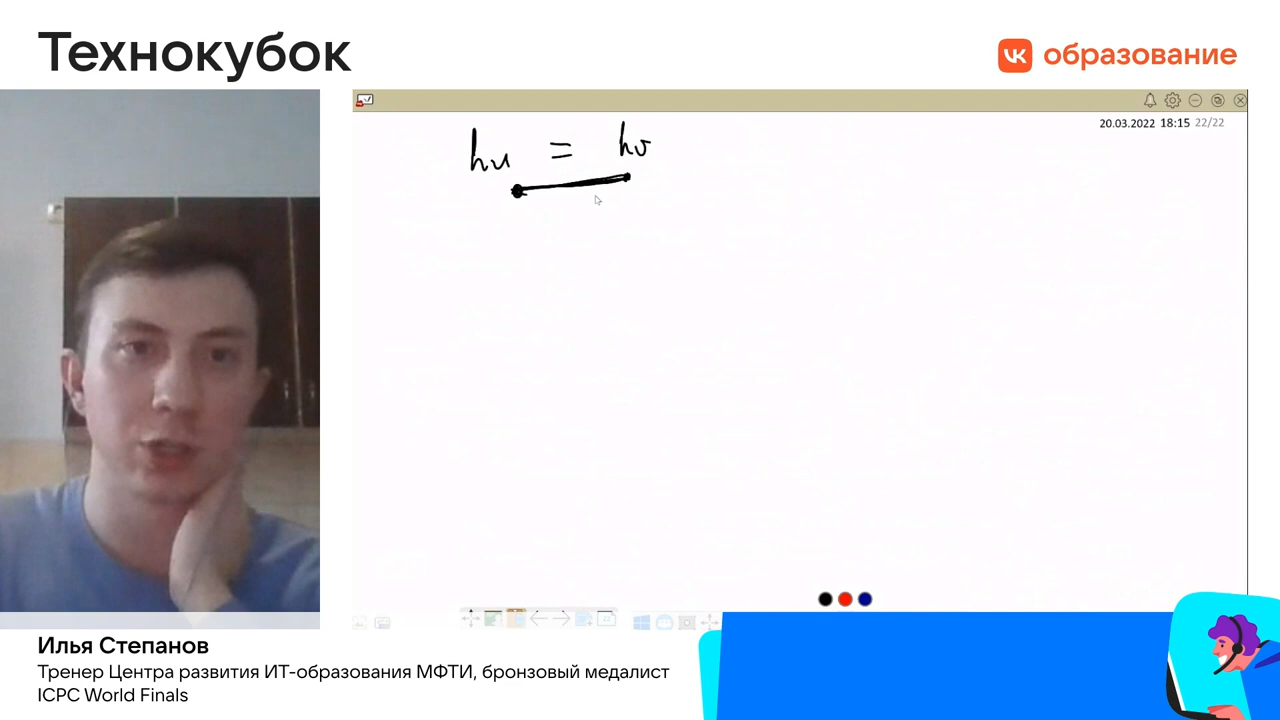 Технокубок
VK образование
20.03.2022 18:15 22/22
hu = hv
Илья Степанов
Тренер Центра развития ИТ-образования МФТИ, бронзовый медалист
ICPC World Finals